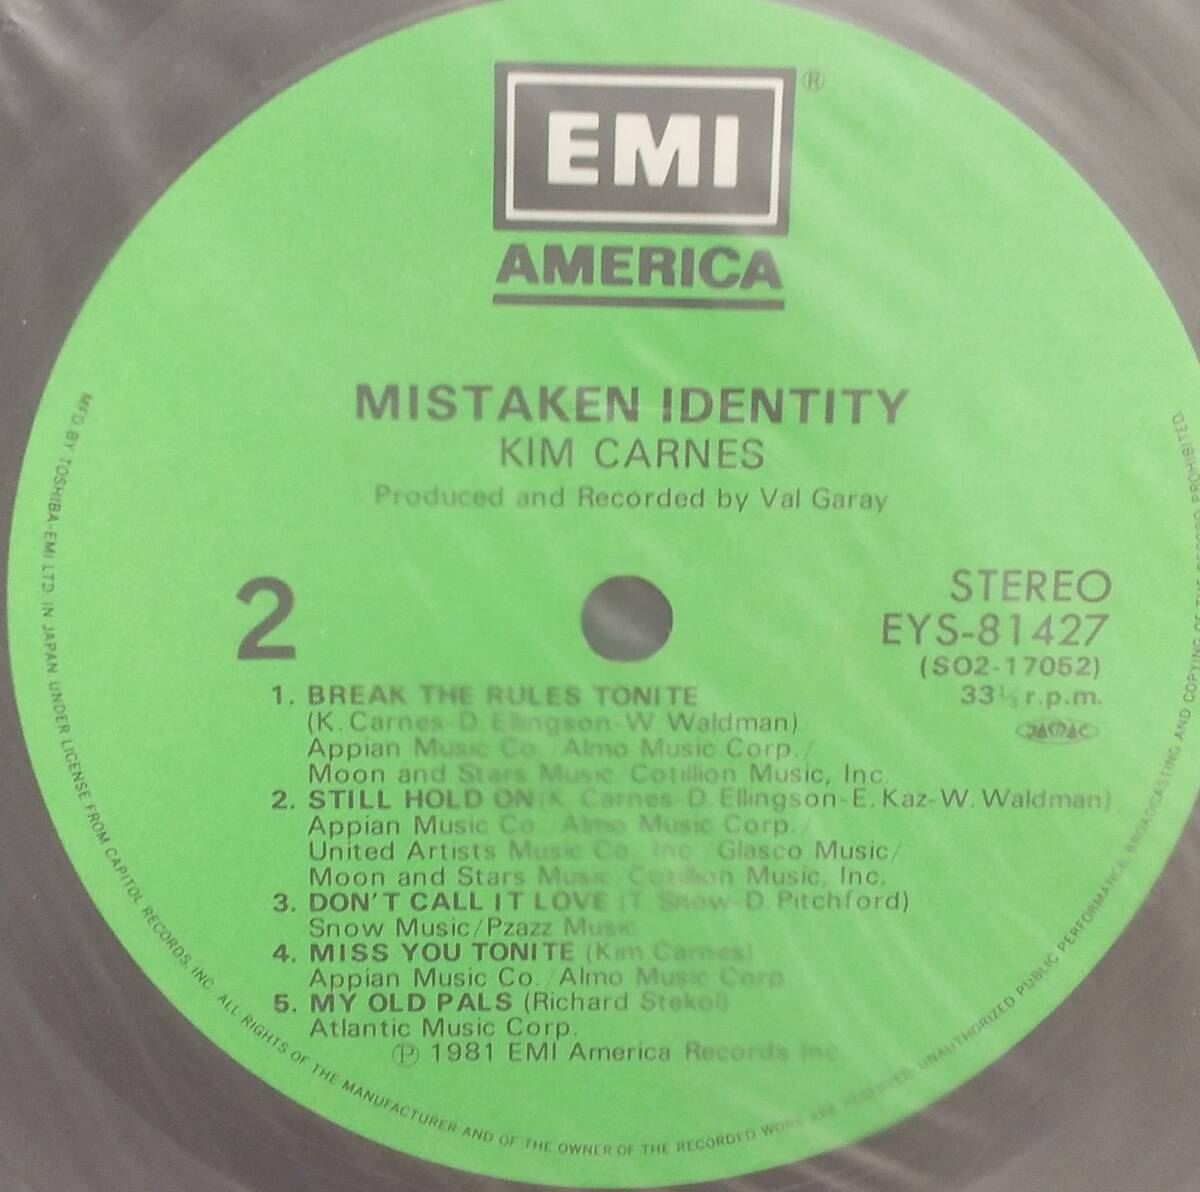 EMI
®
AMERICA
MISTAKEN IDENTITY
KIM CARNES
Produced and Recorded by Val Garay
2
STEREO
EYS-81427
(SO2-17052)
33⅓ r.p.m.
JASRAC
1. BREAK THE RULES TONITE
(K. Carnes-D. Ellingson-W. Waldman)
Appian Music Co./Almo Music Corp./
Moon and Stars Music/Cotillion Music, Inc.
2. STILL HOLD ON (K. Carnes-D. Ellingson-E. Kaz-W. Waldman)
Appian Music Co./Almo Music Corp./
United Artists Music Co., Inc./Glasco Music/
Moon and Stars Music/Cotillion Music, Inc.
3. DON'T CALL IT LOVE (T. Snow-D. Pitchford)
Snow Music/Pzazz Music
4. MISS YOU TONITE (Kim Carnes)
Appian Music Co./Almo Music Corp.
5. MY OLD PALS (Richard Stekol)
Atlantic Music Corp.
Ⓟ 1981 EMI America Records Inc.
MFD. BY TOSHIBA-EMI LTD. IN JAPAN UNDER LICENSE FROM CAPITOL RECORDS, INC. ALL RIGHTS OF THE MANUFACTURER AND OF THE OWNER OF THE RECORDED WORK ARE RESERVED. UNAUTHORIZED PUBLIC PERFORMANCE, BROADCASTING AND COPYING OF PROHIBITED.